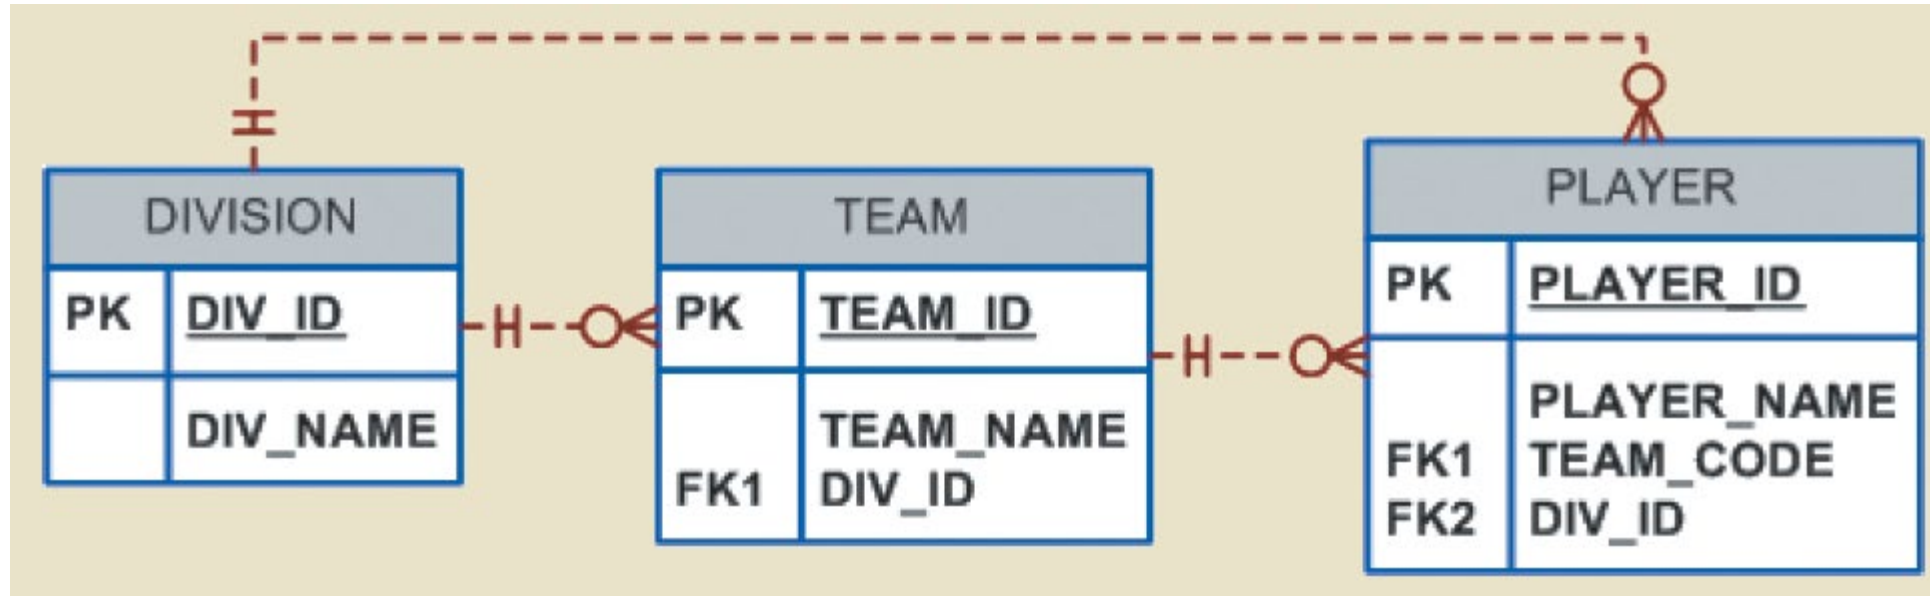 DIVISION
PK DIV_ID
DIV_NAME
TEAM
PK TEAM_ID
TEAM_NAME
FK1 DIV_ID
PLAYER
PK PLAYER_ID
PLAYER_NAME
FK1 TEAM_CODE
FK2 DIV_ID